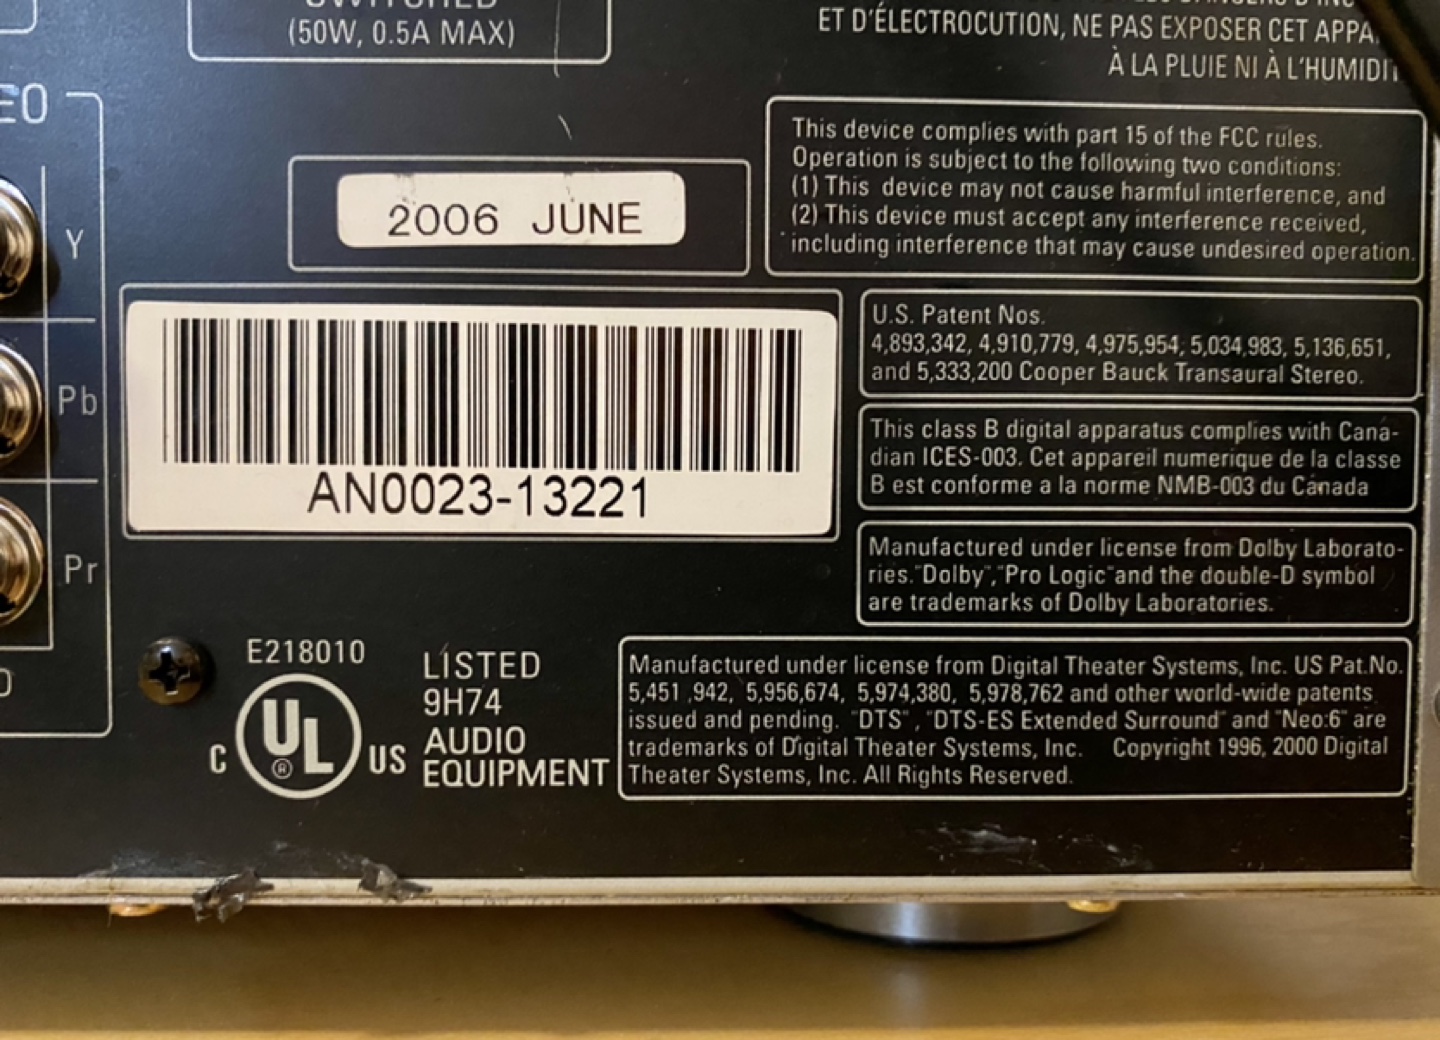 (50W, 0.5A MAX)
ET D'ÉLECTROCUTION, NE PAS EXPOSER CET
À LA PLUIE NI À
Y
Pb
Pr
2006 JUNE
This device complies with part 15 of the FCC rules.
Operation is subject to the following two conditions:
(1) This device may not cause harmful interference, and
(2) This device must accept any interference received,
including interference that may cause undesired operation.
AN0023-13221
U.S. Patent Nos.
4,893,342, 4,910,779, 4,975,954, 5,034,983, 5,136,651,
and 5,333,200 Cooper Bauck Transaural Stereo.
This class B digital apparatus complies with Cana-
dian ICES-003. Cet appareil numerique de la classe
B est conforme a la norme NMB-003 du Canada
Manufactured under license from Dolby Laborato-
ries."Dolby","Pro Logic"and the double-D symbol
are trademarks of Dolby Laboratories.
E218010
C UL ® US
LISTED
9H74
AUDIO
EQUIPMENT
Manufactured under license from Digital Theater Systems, Inc. US Pat.No.
5,451 ,942, 5,956,674, 5,974,380, 5,978,762 and other world-wide patents
issued and pending. "DTS", "DTS-ES Extended Surround" and "Neo:6" are
trademarks of Digital Theater Systems, Inc. Copyright 1996, 2000 Digital
Theater Systems, Inc. All Rights Reserved.